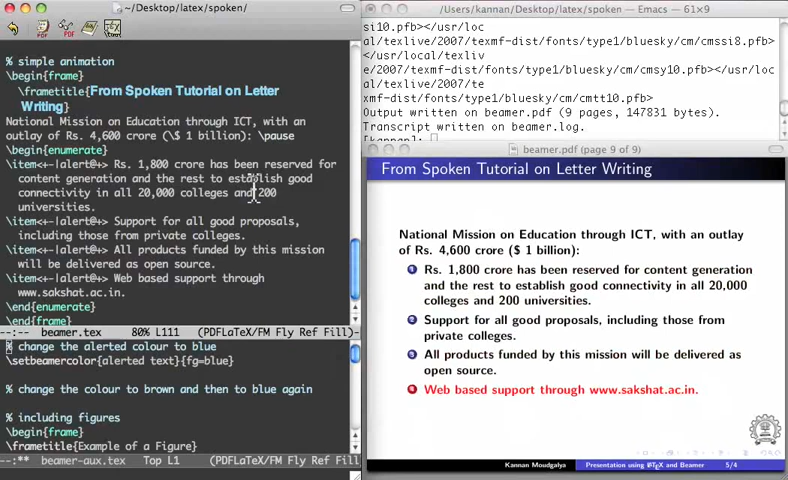 ~/Desktop/latex/spoken/
% simple animation
\begin{frame}
\frametitle{From Spoken Tutorial on Letter
Writing}
National Mission on Education through ICT, with an
outlay of Rs. 4,600 crore (\$ 1 billion): \pause
\begin{enumerate}
\item<+-|alert@+> Rs. 1,800 crore has been reserved for
content generation and the rest to establish good
connectivity in all 20,000 colleges and 200
universities.
\item<+-|alert@+> Support for all good proposals,
including those from private colleges.
\item<+-|alert@+> All products funded by this mission
will be delivered as open source.
\item<+-|alert@+> Web based support through
www.sakshat.ac.in.
\end{enumerate}
\end{frame}
--:-- beamer.tex 80% L111 (PDFLaTeX/FM Fly Ref Fill)-
% change the alerted colour to blue
\setbeamercolor{alerted text}{fg=blue}
% change the colour to brown and then to blue again
% including figures
\begin{frame}
\frametitle{Example of a Figure}
--:** beamer-aux.tex Top L1 (PDFLaTeX/FM Fly Ref Fill
/Users/kannan/Desktop/latex/spoken — Emacs — 61×9
si10.pfb></usr/loc
al/texlive/2007/texmf-dist/fonts/type1/bluesky/cm/cmssi8.pfb>
</usr/local/texliv
e/2007/texmf-dist/fonts/type1/bluesky/cm/cmsy10.pfb></usr/loc
al/texlive/2007/te
xmf-dist/fonts/type1/bluesky/cm/cmtt10.pfb>
Output written on beamer.pdf (9 pages, 147831 bytes).
Transcript written on beamer.log.
beamer.pdf (page 9 of 9)
From Spoken Tutorial on Letter Writing
National Mission on Education through ICT, with an outlay
of Rs. 4,600 crore ($ 1 billion):
1 Rs. 1,800 crore has been reserved for content generation
and the rest to establish good connectivity in all 20,000
colleges and 200 universities.
2 Support for all good proposals, including those from
private colleges.
3 All products funded by this mission will be delivered as
open source.
4 Web based support through www.sakshat.ac.in.
Kannan Moudgalya Presentation using LATEX and Beamer 5/4